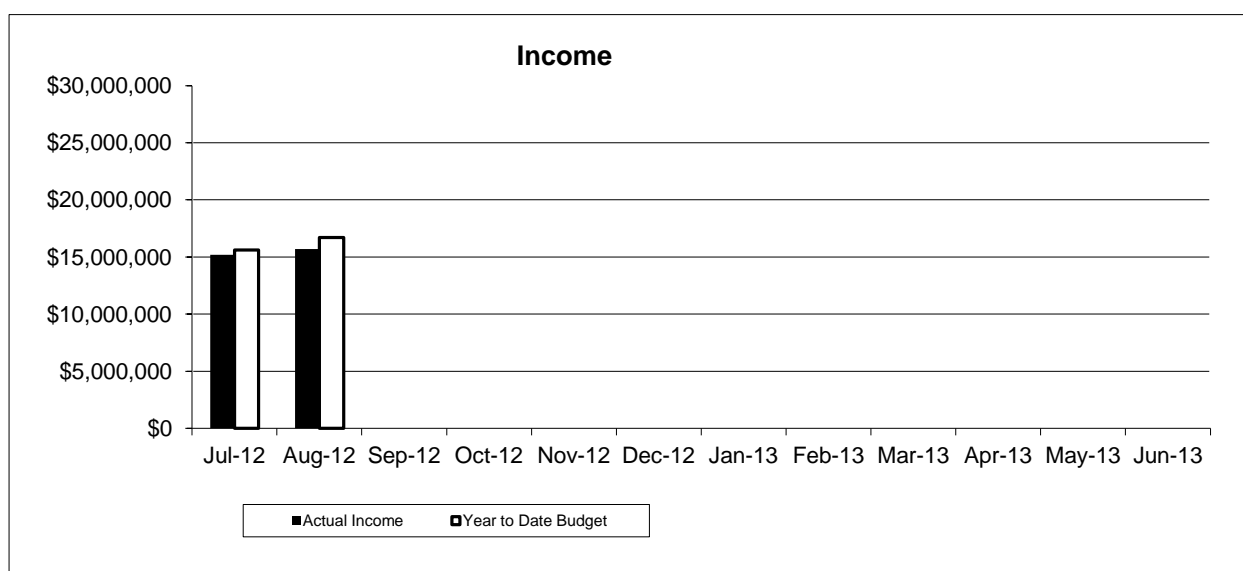 Income
$30,000,000
$25,000,000
$20,000,000
$15,000,000
$10,000,000
$5,000,000
$0
Jul-12 Aug-12 Sep-12 Oct-12 Nov-12 Dec-12 Jan-13 Feb-13 Mar-13 Apr-13 May-13 Jun-13
Actual Income Year to Date Budget